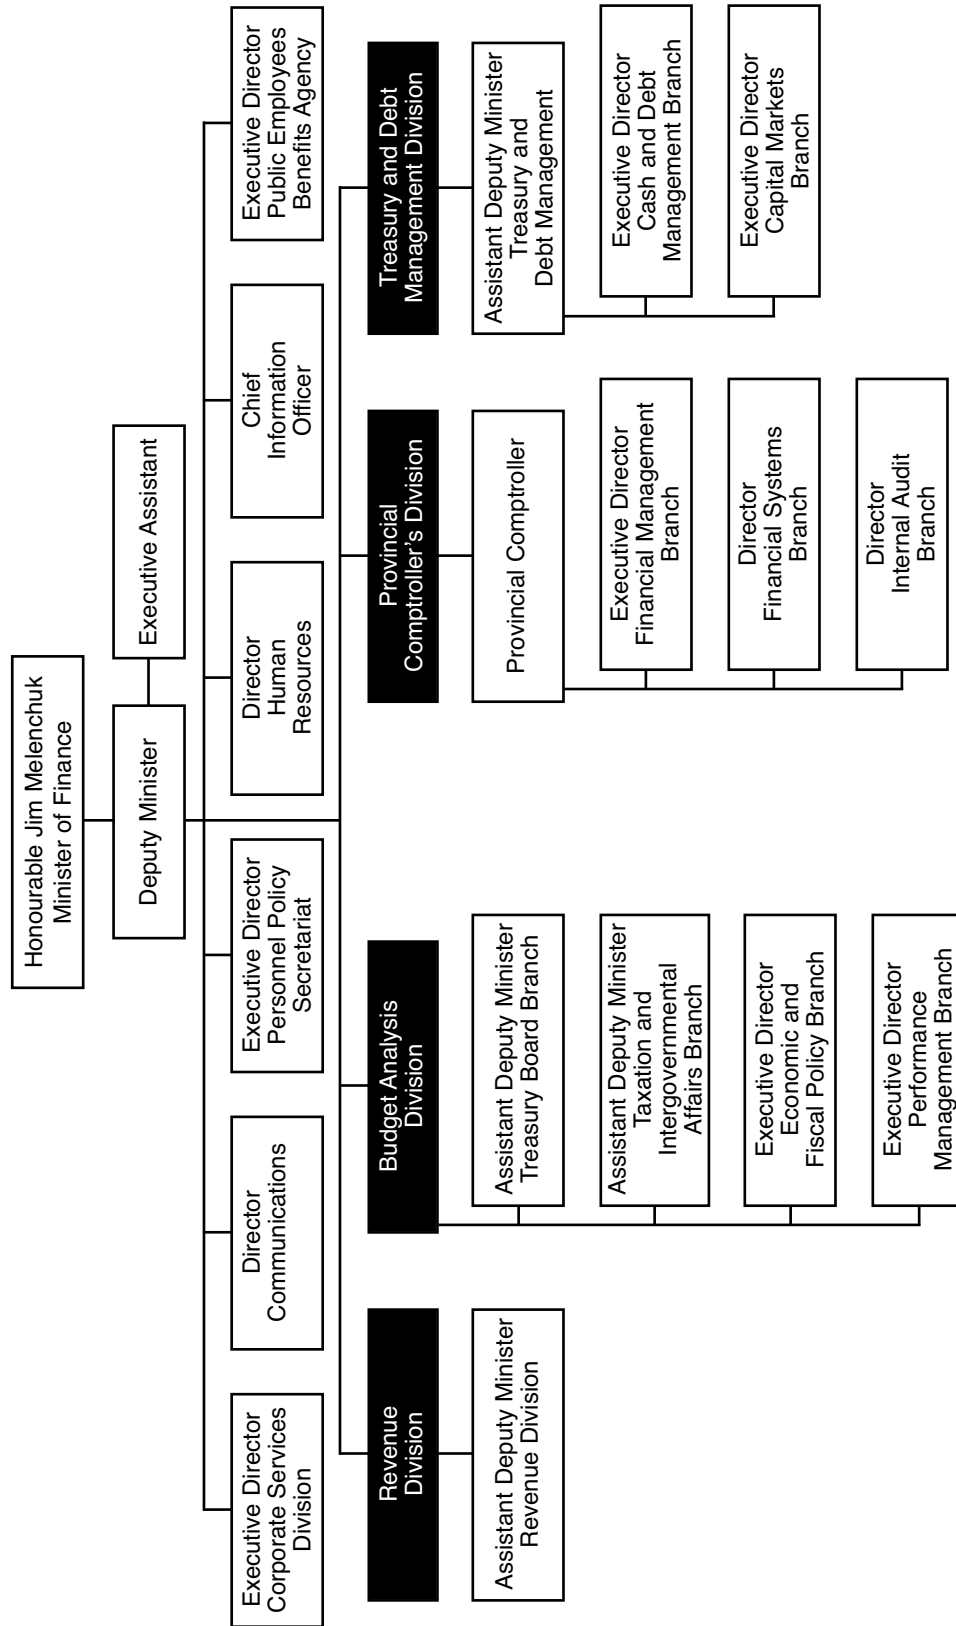 Honourable Jim Melenchuk
Minister of Finance
Deputy Minister
Executive Assistant
Executive Director
Corporate Services
Division
Director
Communications
Executive Director
Personnel Policy
Secretariat
Director
Human
Resources
Chief
Information
Officer
Executive Director
Public Employees
Benefits Agency
Revenue
Division
Assistant Deputy Minister
Revenue Division
Budget Analysis
Division
Assistant Deputy Minister
Treasury Board Branch
Assistant Deputy Minister
Taxation and
Intergovernmental
Affairs Branch
Executive Director
Economic and
Fiscal Policy Branch
Executive Director
Performance
Management Branch
Provincial
Comptroller’s Division
Provincial Comptroller
Executive Director
Financial Management
Branch
Director
Financial Systems
Branch
Director
Internal Audit
Branch
Treasury and Debt
Management Division
Assistant Deputy Minister
Treasury and
Debt Management
Executive Director
Cash and Debt
Management Branch
Executive Director
Capital Markets
Branch